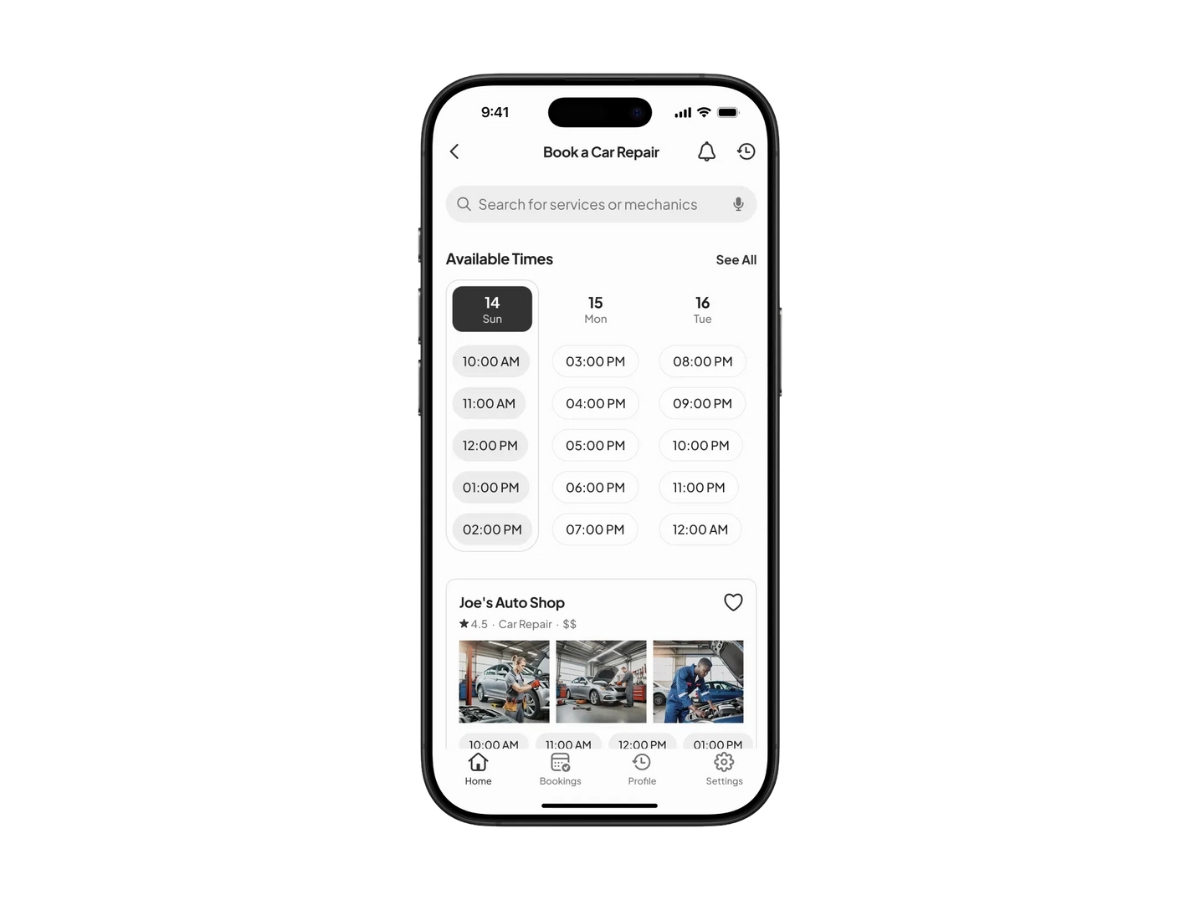 9:41
Book a Car Repair
Search for services or mechanics
Available Times See All
14 15 16
Sun Mon Tue
10:00 AM 03:00 PM 08:00 PM
11:00 AM 04:00 PM 09:00 PM
12:00 PM 05:00 PM 10:00 PM
01:00 PM 06:00 PM 11:00 PM
02:00 PM 07:00 PM 12:00 AM
Joe's Auto Shop
4.5 · Car Repair · $$
10:00 AM 11:00 AM 12:00 PM 01:00 PM
Home Bookings Profile Settings